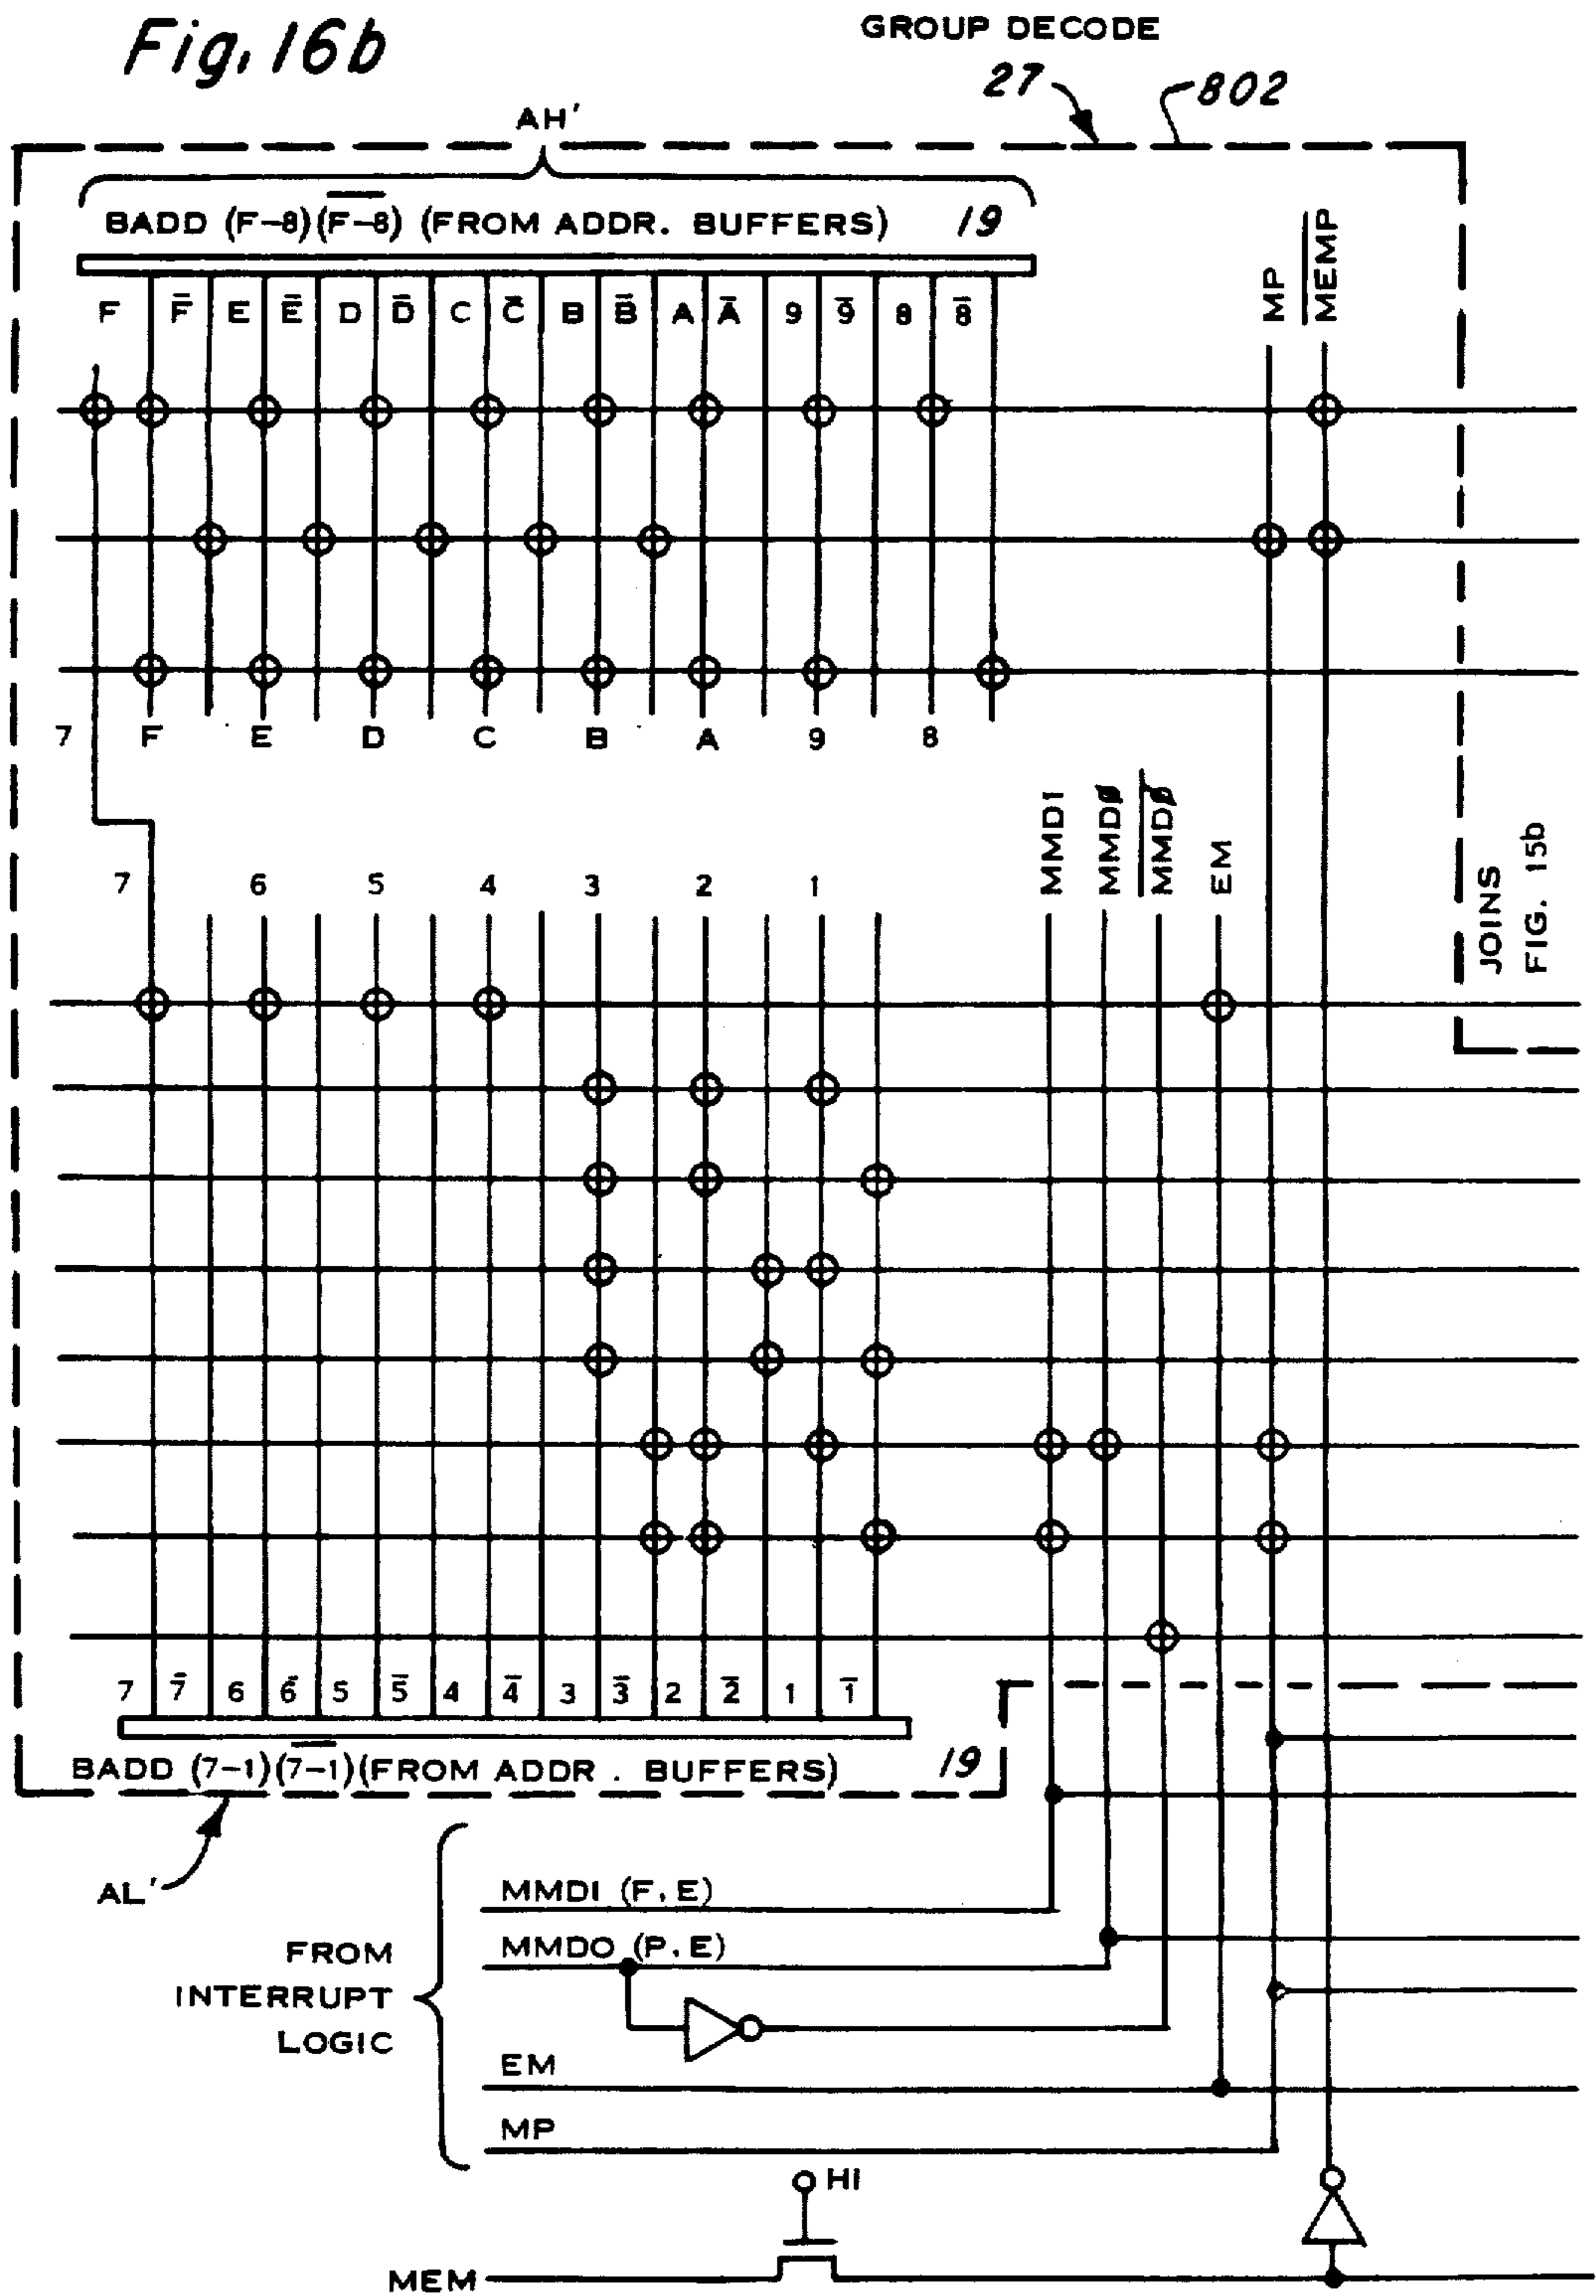 Fig. 16b
GROUP DECODE
27
802
AH'
BADD (F-8)(F̅-̅8̅) (FROM ADDR. BUFFERS) 19
F F̅ E E̅ D D̅ C C̅ B B̅ A A̅ 9 9̅ 8 8̅
MP
M̅E̅M̅P̅
7 F E D C B A 9 8
MMD1
MMDØ
M̅M̅D̅Ø̅
EM
JOINS
FIG. 15b
7 6 5 4 3 2 1
7 7̅ 6 6̅ 5 5̅ 4 4̅ 3 3̅ 2 2̅ 1 1̅
BADD (7-1)(7̅-̅1̅)(FROM ADDR. BUFFERS) 19
AL'
FROM
INTERRUPT
LOGIC
MMDI (F,E)
MMDO (P,E)
EM
MP
HI
MEM